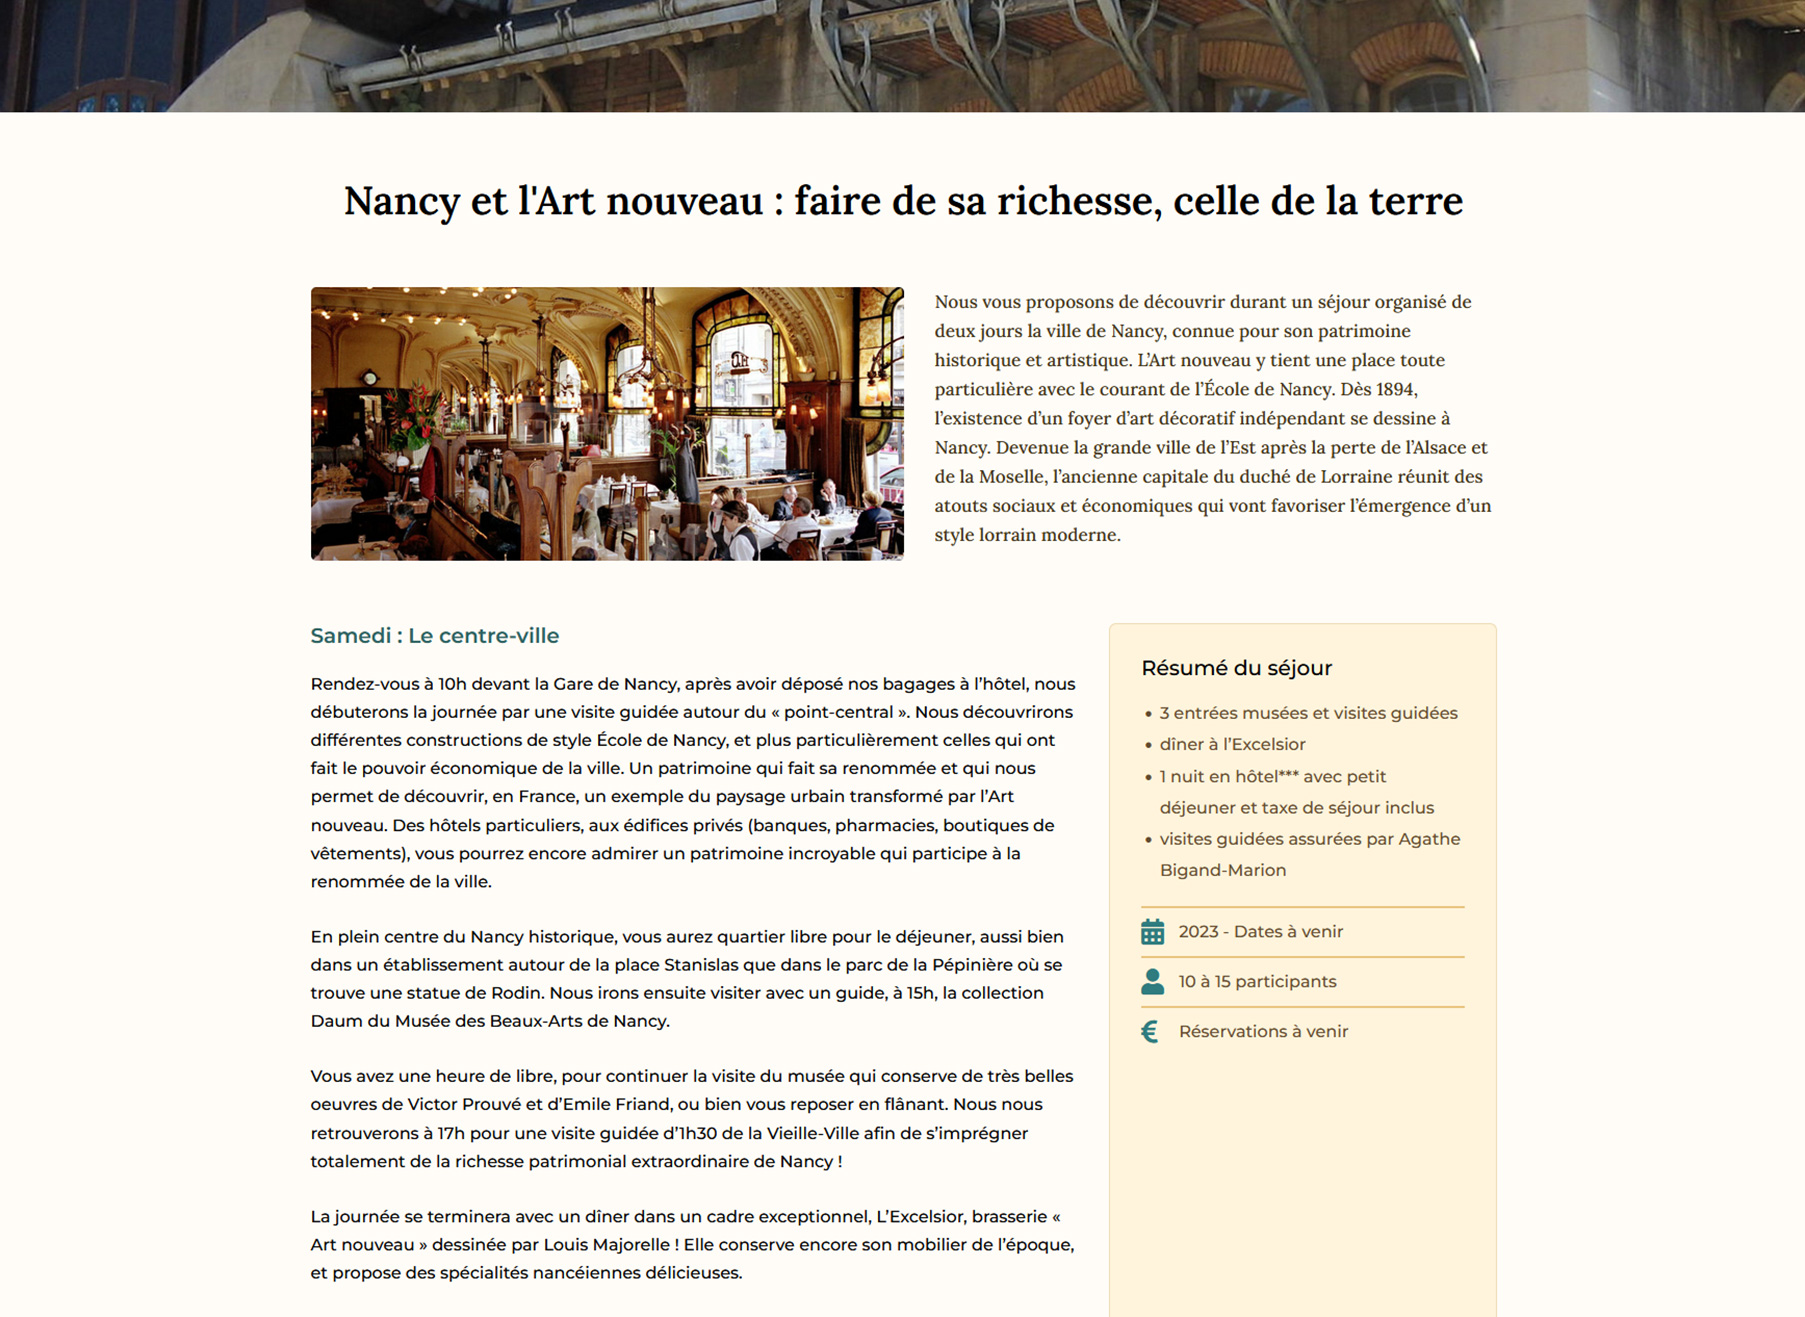 Nancy et l'Art nouveau : faire de sa richesse, celle de la terre
Nous vous proposons de découvrir durant un séjour organisé de
deux jours la ville de Nancy, connue pour son patrimoine
historique et artistique. L’Art nouveau y tient une place toute
particulière avec le courant de l’École de Nancy. Dès 1894,
l’existence d’un foyer d’art décoratif indépendant se dessine à
Nancy. Devenue la grande ville de l’Est après la perte de l’Alsace et
de la Moselle, l’ancienne capitale du duché de Lorraine réunit des
atouts sociaux et économiques qui vont favoriser l’émergence d’un
style lorrain moderne.
Samedi : Le centre-ville
Rendez-vous à 10h devant la Gare de Nancy, après avoir déposé nos bagages à l’hôtel, nous
débuterons la journée par une visite guidée autour du « point-central ». Nous découvrirons
différentes constructions de style École de Nancy, et plus particulièrement celles qui ont
fait le pouvoir économique de la ville. Un patrimoine qui fait sa renommée et qui nous
permet de découvrir, en France, un exemple du paysage urbain transformé par l’Art
nouveau. Des hôtels particuliers, aux édifices privés (banques, pharmacies, boutiques de
vêtements), vous pourrez encore admirer un patrimoine incroyable qui participe à la
renommée de la ville.
En plein centre du Nancy historique, vous aurez quartier libre pour le déjeuner, aussi bien
dans un établissement autour de la place Stanislas que dans le parc de la Pépinière où se
trouve une statue de Rodin. Nous irons ensuite visiter avec un guide, à 15h, la collection
Daum du Musée des Beaux-Arts de Nancy.
Vous avez une heure de libre, pour continuer la visite du musée qui conserve de très belles
oeuvres de Victor Prouvé et d’Emile Friand, ou bien vous reposer en flânant. Nous nous
retrouverons à 17h pour une visite guidée d’1h30 de la Vieille-Ville afin de s’imprégner
totalement de la richesse patrimonial extraordinaire de Nancy !
La journée se terminera avec un dîner dans un cadre exceptionnel, L’Excelsior, brasserie «
Art nouveau » dessinée par Louis Majorelle ! Elle conserve encore son mobilier de l’époque,
et propose des spécialités nancéiennes délicieuses.
Résumé du séjour
• 3 entrées musées et visites guidées
• dîner à l’Excelsior
• 1 nuit en hôtel*** avec petit
déjeuner et taxe de séjour inclus
• visites guidées assurées par Agathe
Bigand-Marion
2023 - Dates à venir
10 à 15 participants
€ Réservations à venir